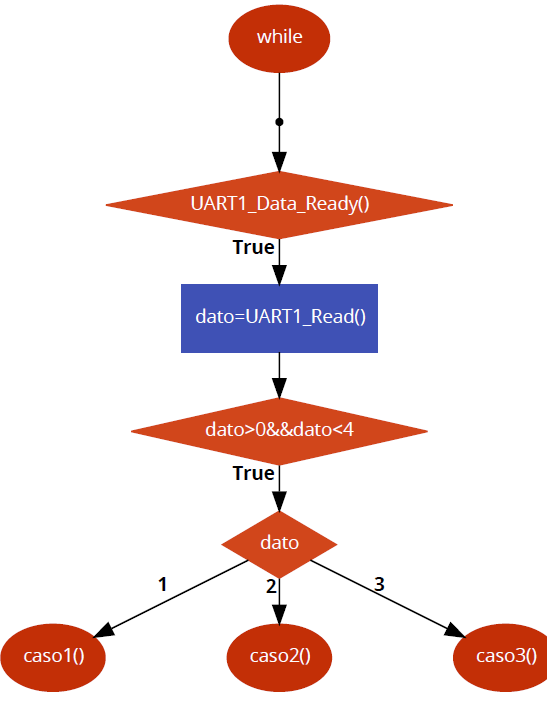 while
UART1_Data_Ready()
True
dato=UART1_Read()
dato>0&&dato<4
True
dato
1
2
3
caso1()
caso2()
caso3()